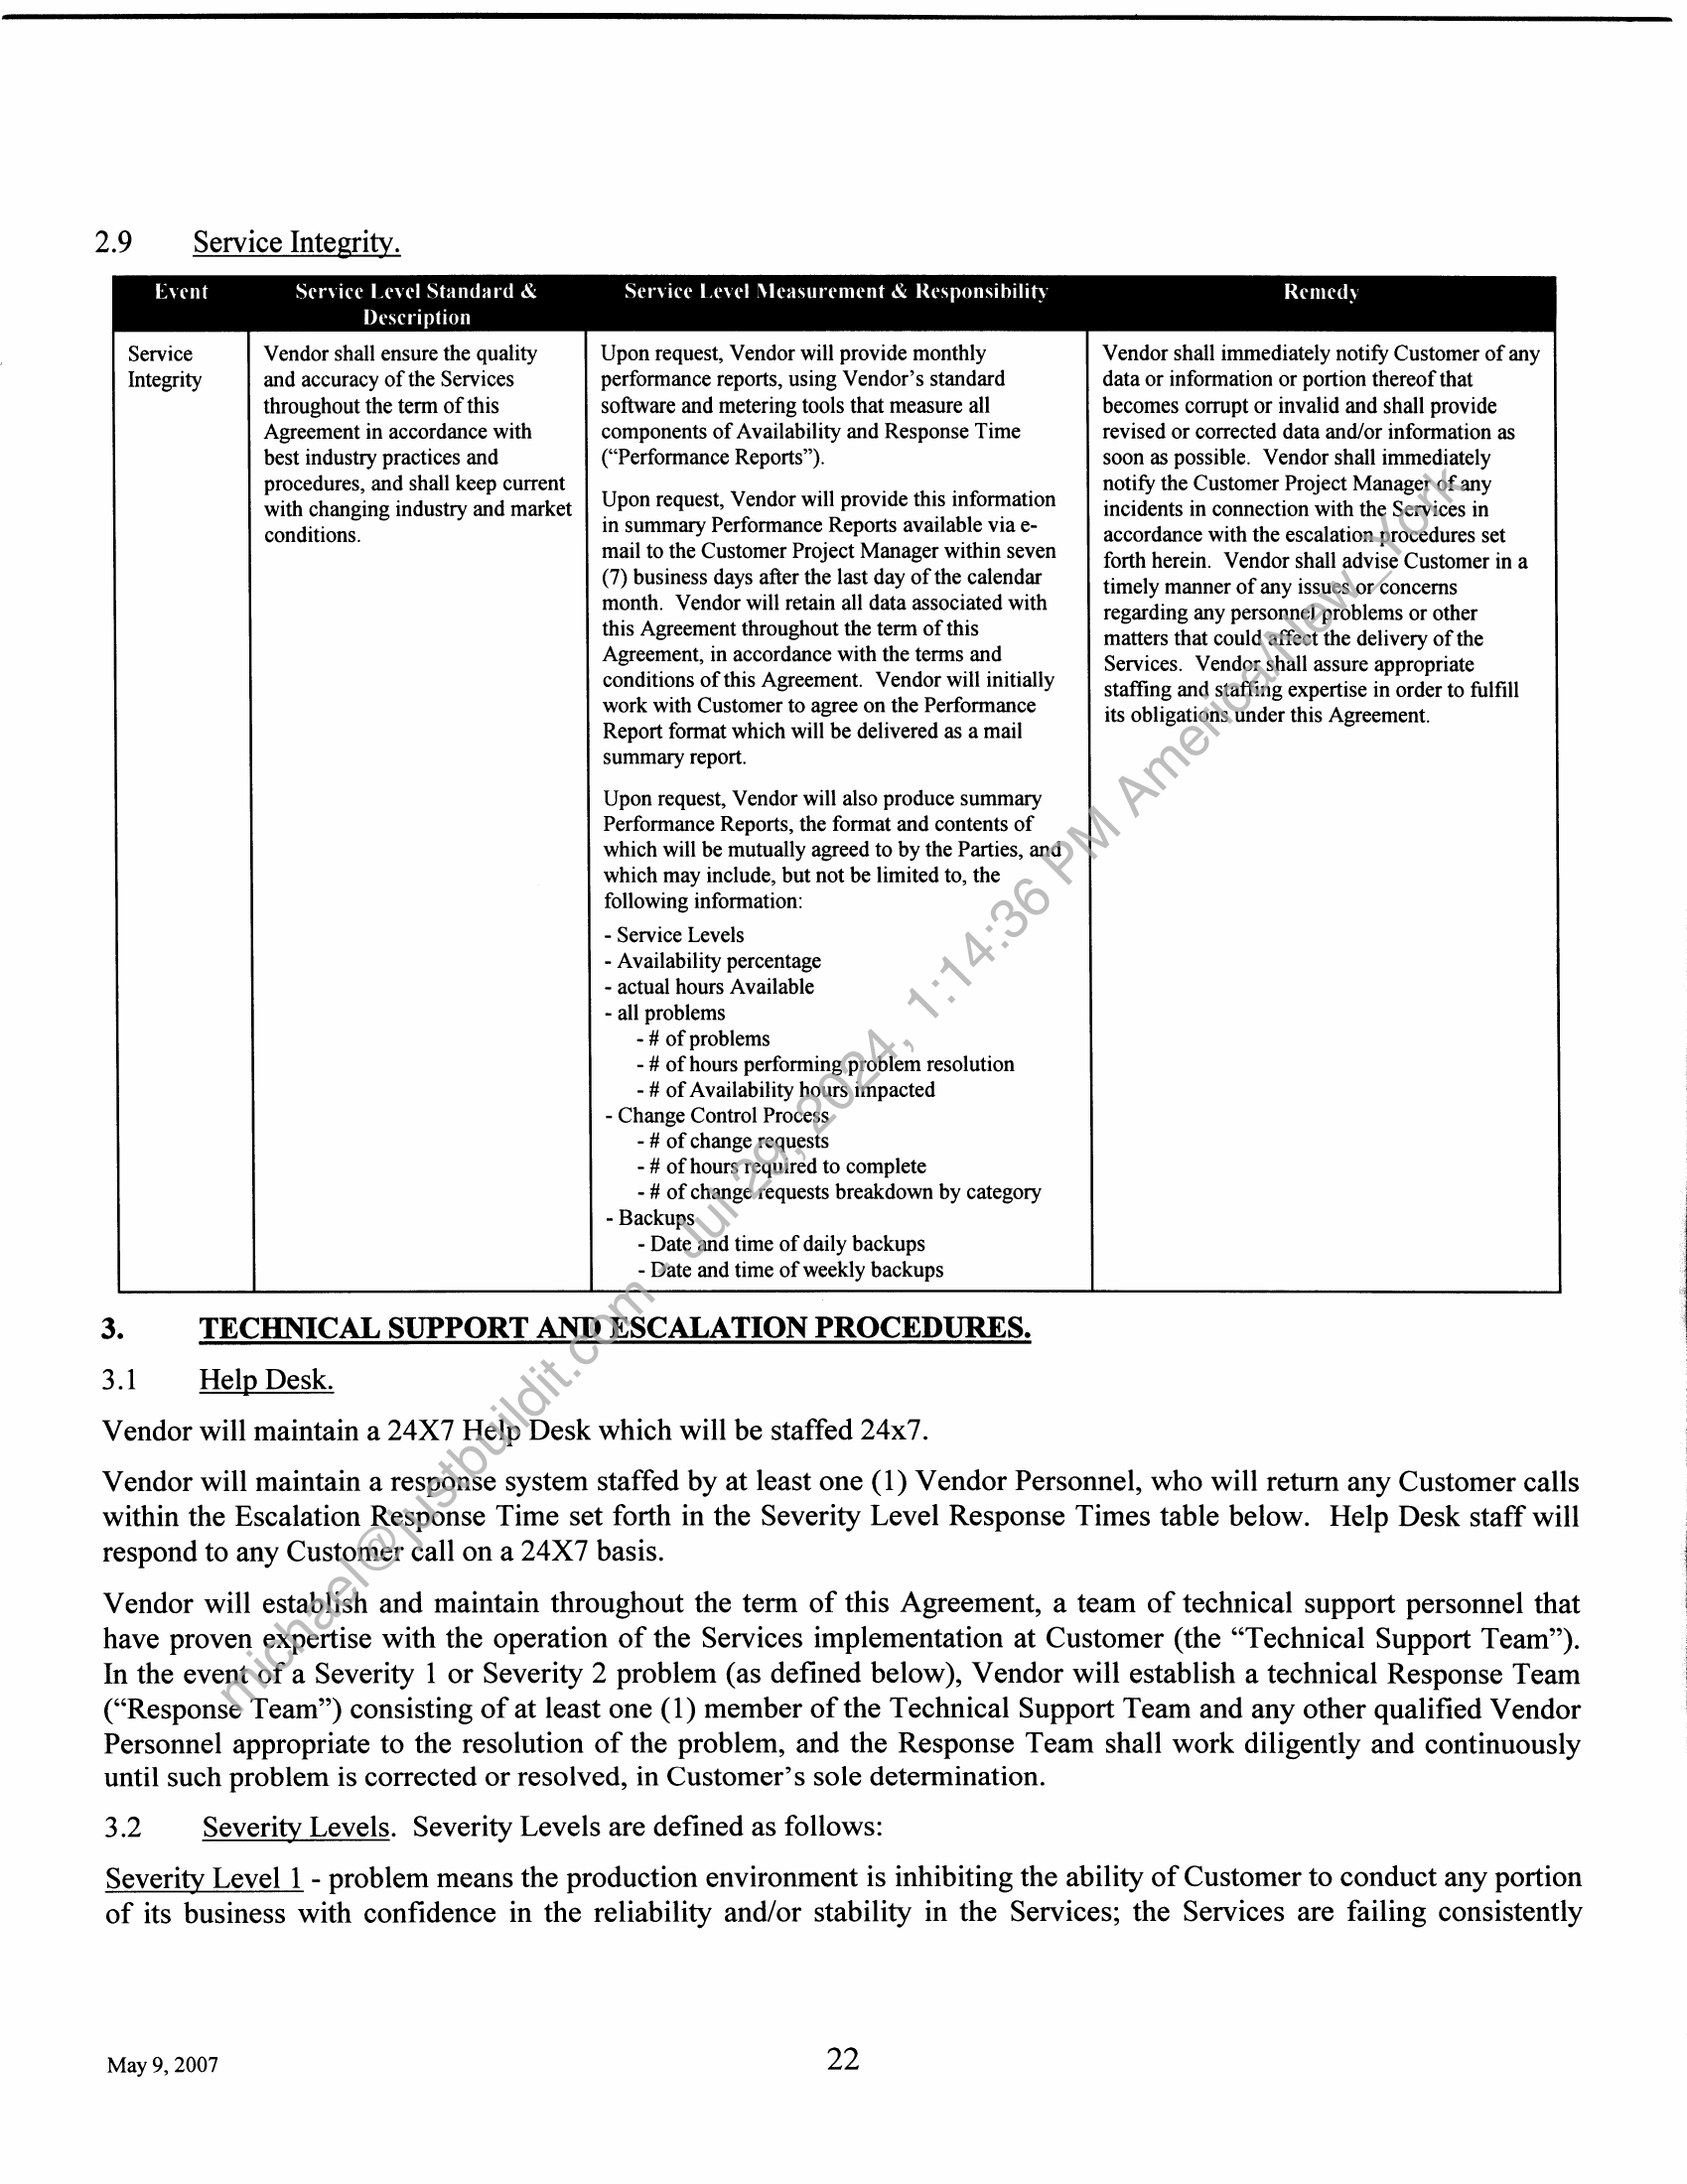 2.9 Service Integrity.
Event
Service Level Standard &
Description
Service Level Measurement & Responsibility
Remedy
Service
Integrity
Vendor shall ensure the quality
and accuracy of the Services
throughout the term of this
Agreement in accordance with
best industry practices and
procedures, and shall keep current
with changing industry and market
conditions.
Upon request, Vendor will provide monthly
performance reports, using Vendor's standard
software and metering tools that measure all
components of Availability and Response Time
("Performance Reports").
Upon request, Vendor will provide this information
in summary Performance Reports available via e-
mail to the Customer Project Manager within seven
(7) business days after the last day of the calendar
month. Vendor will retain all data associated with
this Agreement throughout the term of this
Agreement, in accordance with the terms and
conditions of this Agreement. Vendor will initially
work with Customer to agree on the Performance
Report format which will be delivered as a mail
summary report.
Upon request, Vendor will also produce summary
Performance Reports, the format and contents of
which will be mutually agreed to by the Parties, and
which may include, but not be limited to, the
following information:
- Service Levels
- Availability percentage
- actual hours Available
- all problems
- # of problems
- # of hours performing problem resolution
- # of Availability hours impacted
- Change Control Process
- # of change requests
- # of hours required to complete
- # of change requests breakdown by category
- Backups
- Date and time of daily backups
- Date and time of weekly backups
Vendor shall immediately notify Customer of any
data or information or portion thereof that
becomes corrupt or invalid and shall provide
revised or corrected data and/or information as
soon as possible. Vendor shall immediately
notify the Customer Project Manager of any
incidents in connection with the Services in
accordance with the escalation procedures set
forth herein. Vendor shall advise Customer in a
timely manner of any issues or concerns
regarding any personnel problems or other
matters that could affect the delivery of the
Services. Vendor shall assure appropriate
staffing and staffing expertise in order to fulfill
its obligations under this Agreement.
3. TECHNICAL SUPPORT AND ESCALATION PROCEDURES.
3.1 Help Desk.
Vendor will maintain a 24X7 Help Desk which will be staffed 24x7.
Vendor will maintain a response system staffed by at least one (1) Vendor Personnel, who will return any Customer calls
within the Escalation Response Time set forth in the Severity Level Response Times table below. Help Desk staff will
respond to any Customer call on a 24X7 basis.
Vendor will establish and maintain throughout the term of this Agreement, a team of technical support personnel that
have proven expertise with the operation of the Services implementation at Customer (the "Technical Support Team").
In the event of a Severity 1 or Severity 2 problem (as defined below), Vendor will establish a technical Response Team
("Response Team") consisting of at least one (1) member of the Technical Support Team and any other qualified Vendor
Personnel appropriate to the resolution of the problem, and the Response Team shall work diligently and continuously
until such problem is corrected or resolved, in Customer's sole determination.
3.2 Severity Levels. Severity Levels are defined as follows:
Severity Level 1 - problem means the production environment is inhibiting the ability of Customer to conduct any portion
of its business with confidence in the reliability and/or stability in the Services; the Services are failing consistently
May 9, 2007
22
michael@justbuildit.com - Jul 29, 2024, 1:14:36 PM America/New_York